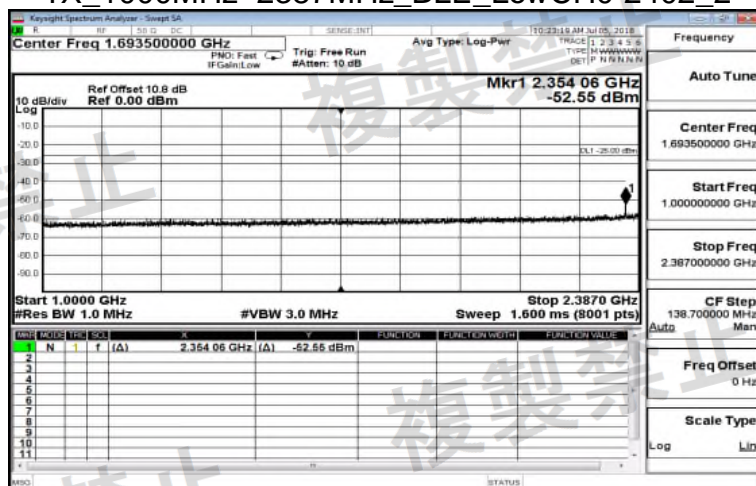 Keysight Spectrum Analyzer - Swept SA
R RF 50 Ω DC SENSE:INT 10:23:19 AM Jul 05, 2018
Center Freq 1.693500000 GHz
PNO: Fast
IFGain:Low
Trig: Free Run
#Atten: 10 dB
Avg Type: Log-Pwr
TRACE 1 2 3 4 5 6
TYPE M W W W W W
DET P N N N N N
Ref Offset 10.8 dB
Ref 0.00 dBm
10 dB/div
Log
Mkr1 2.354 06 GHz
-52.55 dBm
-10.0
-20.0
-30.0
-40.0
-50.0
-60.0
-70.0
-80.0
-90.0
DL1 -25.00 dBm
1
Start 1.0000 GHz
#Res BW 1.0 MHz
#VBW 3.0 MHz
Stop 2.3870 GHz
Sweep 1.600 ms (8001 pts)
MKR MODE TRC SCL X Y FUNCTION FUNCTION WIDTH FUNCTION VALUE
1 N 1 f (Δ) 2.354 06 GHz (Δ) -52.55 dBm
2
3
4
5
6
7
8
9
10
11
MSG
STATUS
Frequency
Auto Tune
Center Freq
1.693500000 GHz
Start Freq
1.000000000 GHz
Stop Freq
2.387000000 GHz
CF Step
138.700000 MHz
Auto Man
Freq Offset
0 Hz
Scale Type
Log Lin
複製禁止
複製禁止